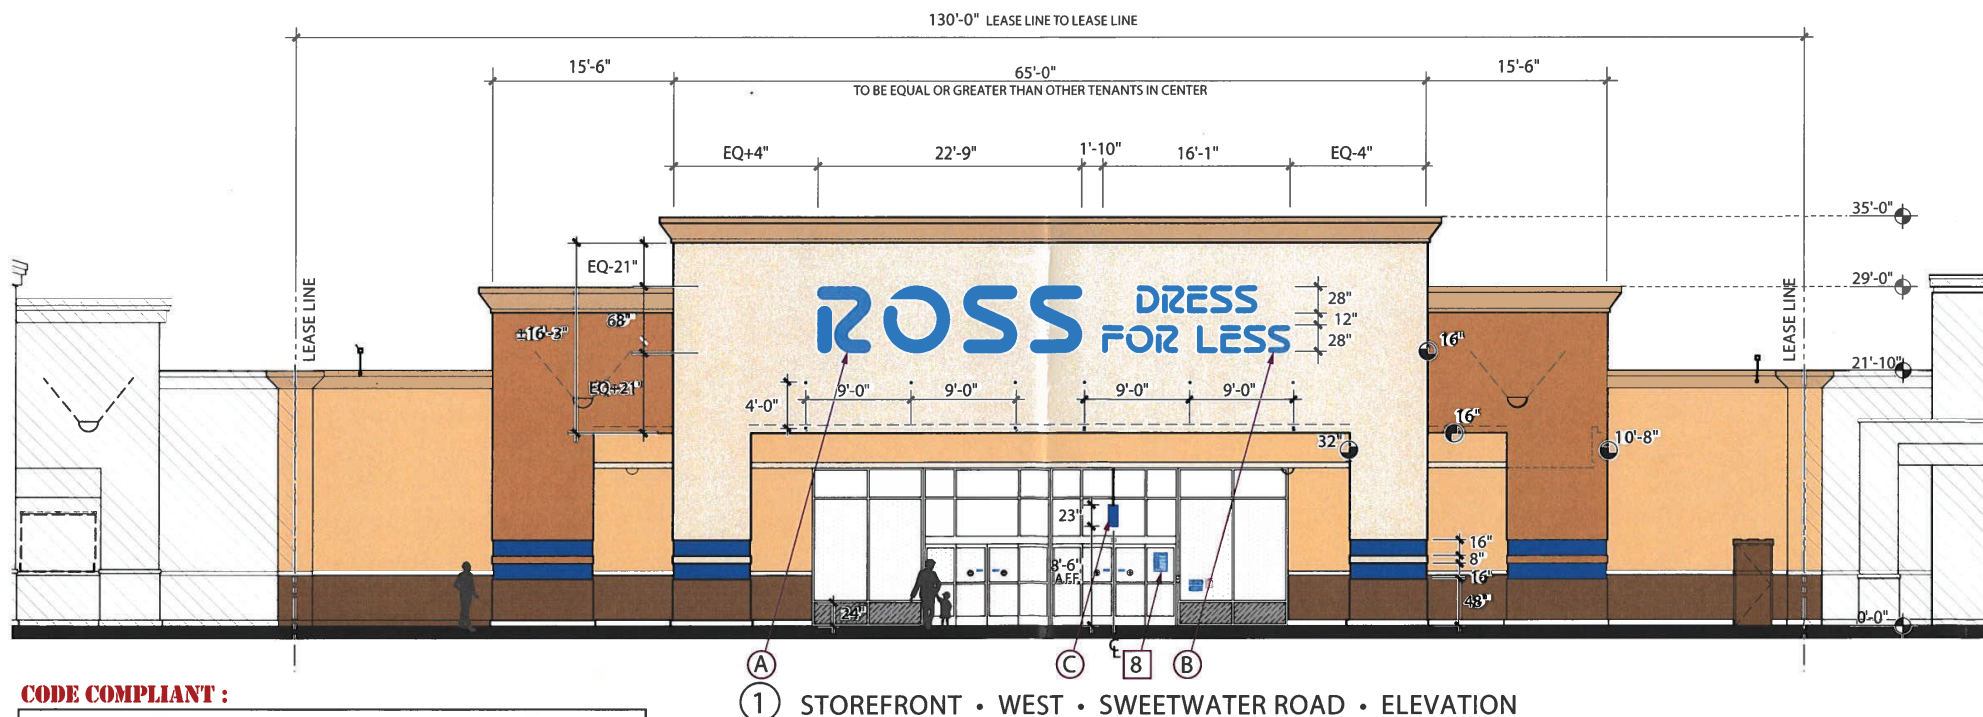 130'-0" LEASE LINE TO LEASE LINE
15'-6"
65'-0"
15'-6"
TO BE EQUAL OR GREATER THAN OTHER TENANTS IN CENTER
EQ+4"
22'-9"
1'-10"
16'-1"
EQ-4"
35'-0"
EQ-21"
29'-0"
LEASE LINE
LEASE LINE
ROSS
DRESS
FOR LESS
28"
12"
28"
68"
±16'-3"
16"
21'-10"
EQ+21"
9'-0"
9'-0"
9'-0"
9'-0"
4'-0"
16"
32"
10'-8"
23"
16"
8"
16"
48"
8'-6"
A.F.F.
24"
0'-0"
A
C
℄
8
B
CODE COMPLIANT :
1 STOREFRONT • WEST • SWEETWATER ROAD • ELEVATION